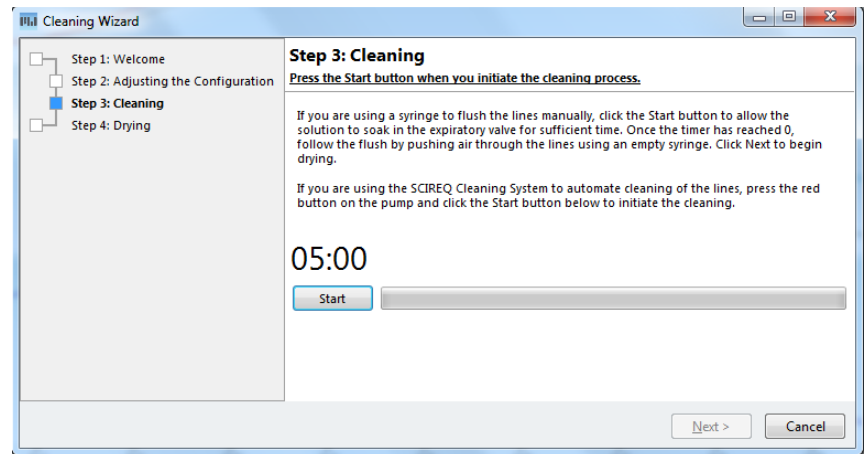 Cleaning Wizard
Step 1: Welcome
Step 2: Adjusting the Configuration
Step 3: Cleaning
Step 4: Drying
Step 3: Cleaning
Press the Start button when you initiate the cleaning process.
If you are using a syringe to flush the lines manually, click the Start button to allow the
solution to soak in the expiratory valve for sufficient time. Once the timer has reached 0,
follow the flush by pushing air through the lines using an empty syringe. Click Next to begin
drying.
If you are using the SCIREQ Cleaning System to automate cleaning of the lines, press the red
button on the pump and click the Start button below to initiate the cleaning.
05:00
Start
Next >
Cancel